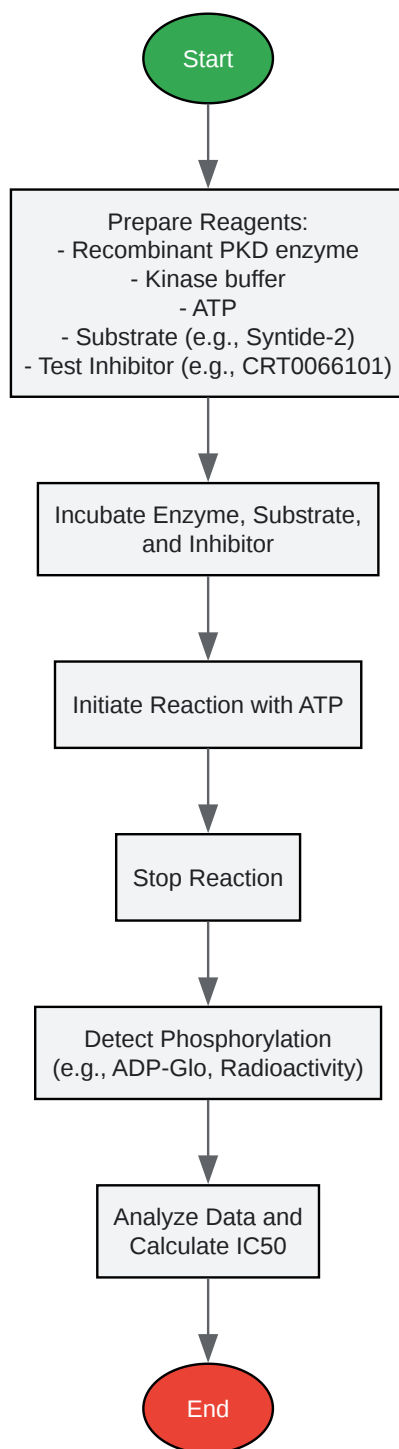 Start
Prepare Reagents:
- Recombinant PKD enzyme
- Kinase buffer
- ATP
- Substrate (e.g., Syntide-2)
- Test Inhibitor (e.g., CRT0066101)
Incubate Enzyme, Substrate,
and Inhibitor
Initiate Reaction with ATP
Stop Reaction
Detect Phosphorylation
(e.g., ADP-Glo, Radioactivity)
Analyze Data and
Calculate IC50
End